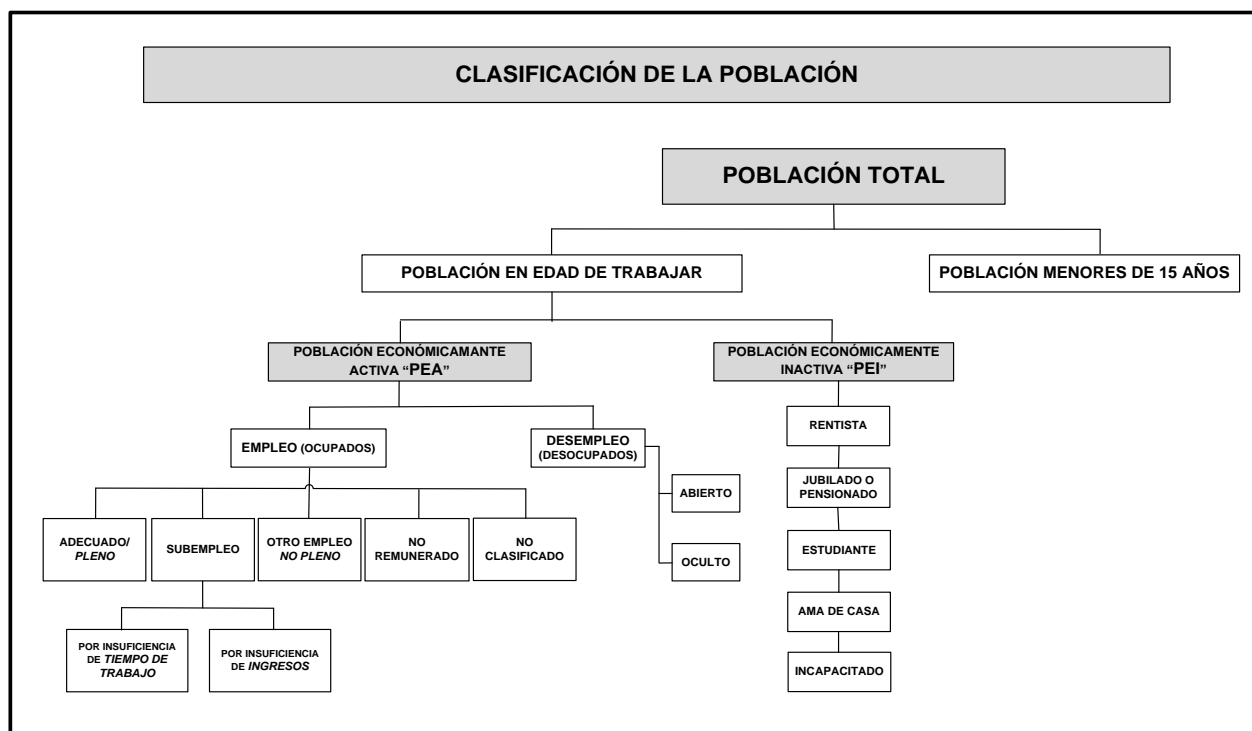 CLASIFICACIÓN DE LA POBLACIÓN
POBLACIÓN TOTAL
POBLACIÓN EN EDAD DE TRABAJAR
POBLACIÓN MENORES DE 15 AÑOS
POBLACIÓN ECONÓMICAMANTE
ACTIVA “PEA”
POBLACIÓN ECONÓMICAMENTE
INACTIVA “PEI”
EMPLEO (OCUPADOS)
DESEMPLEO
(DESOCUPADOS)
ABIERTO
OCULTO
ADECUADO/
PLENO
SUBEMPLEO
OTRO EMPLEO
NO PLENO
NO
REMUNERADO
NO
CLASIFICADO
POR INSUFICIENCIA
DE TIEMPO DE
TRABAJO
POR INSUFICIENCIA
DE INGRESOS
RENTISTA
JUBILADO O
PENSIONADO
ESTUDIANTE
AMA DE CASA
INCAPACITADO